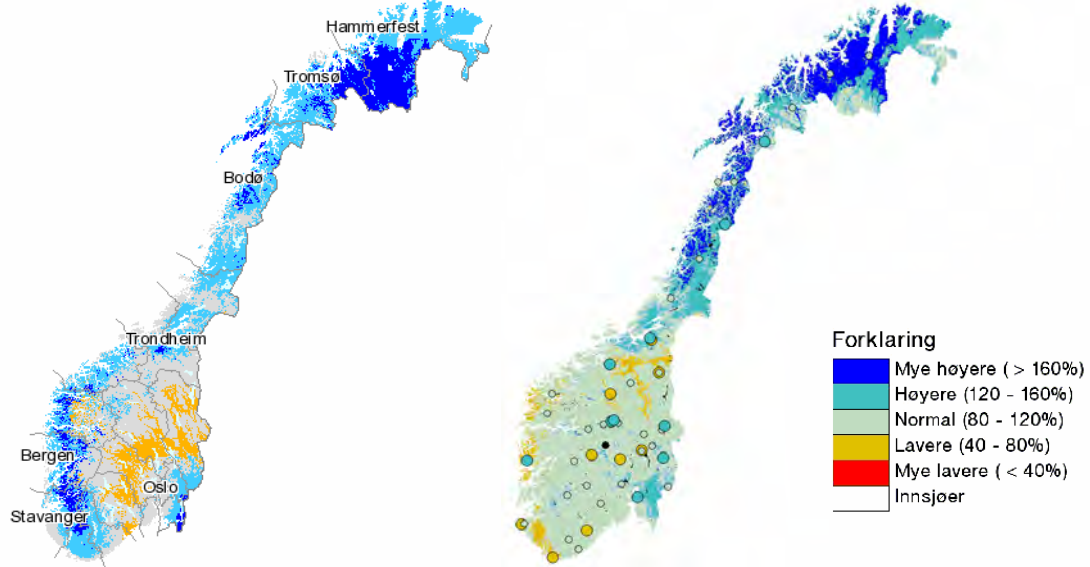 Hammerfest
Tromsø
Bodø
Trondheim
Bergen
Oslo
Stavanger
Forklaring
Mye høyere ( > 160%)
Høyere (120 - 160%)
Normal (80 - 120%)
Lavere (40 - 80%)
Mye lavere ( < 40%)
Innsjøer